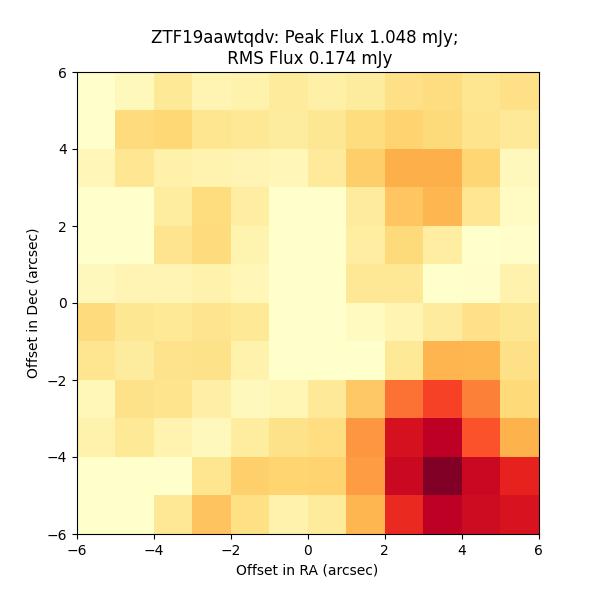 ZTF19aawtqdv: Peak Flux 1.048 mJy;
RMS Flux 0.174 mJy
6
4
2
0
−2
−4
−6
Offset in Dec (arcsec)
−6 −4 −2 0 2 4 6
Offset in RA (arcsec)